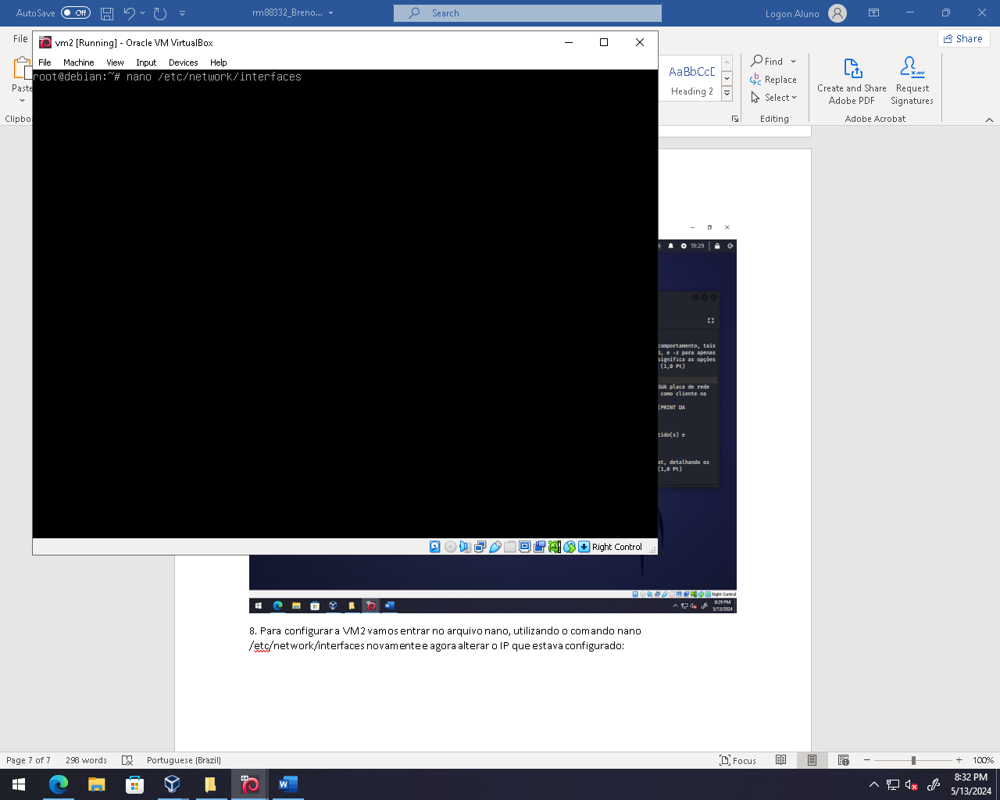 AutoSave Off
rm88332_Breno...
Search
Logon Aluno
File
Share
vm2 [Running] - Oracle VM VirtualBox
File Machine View Input Devices Help
root@debian:~# nano /etc/network/interfaces
Paste
Clipbo
AaBbCcD
Heading 2
Find
Replace
Select
Editing
Create and Share Adobe PDF
Request Signatures
Adobe Acrobat
19:29
comportamento, tais
S, e -z para apenas
significa as opções
(1,0 Pt)
SUA placa de rede
como cliente na
(PRINT DA
tido(s) e
at, detalhando os
(1,0 Pt)
Right Control
Right Control
8:29 PM
5/13/2024
8. Para configurar a VM2 vamos entrar no arquivo nano, utilizando o comando nano
/etc/network/interfaces novamente e agora alterar o IP que estava configurado:
Page 7 of 7 298 words Portuguese (Brazil) Focus 100%
8:32 PM
5/13/2024